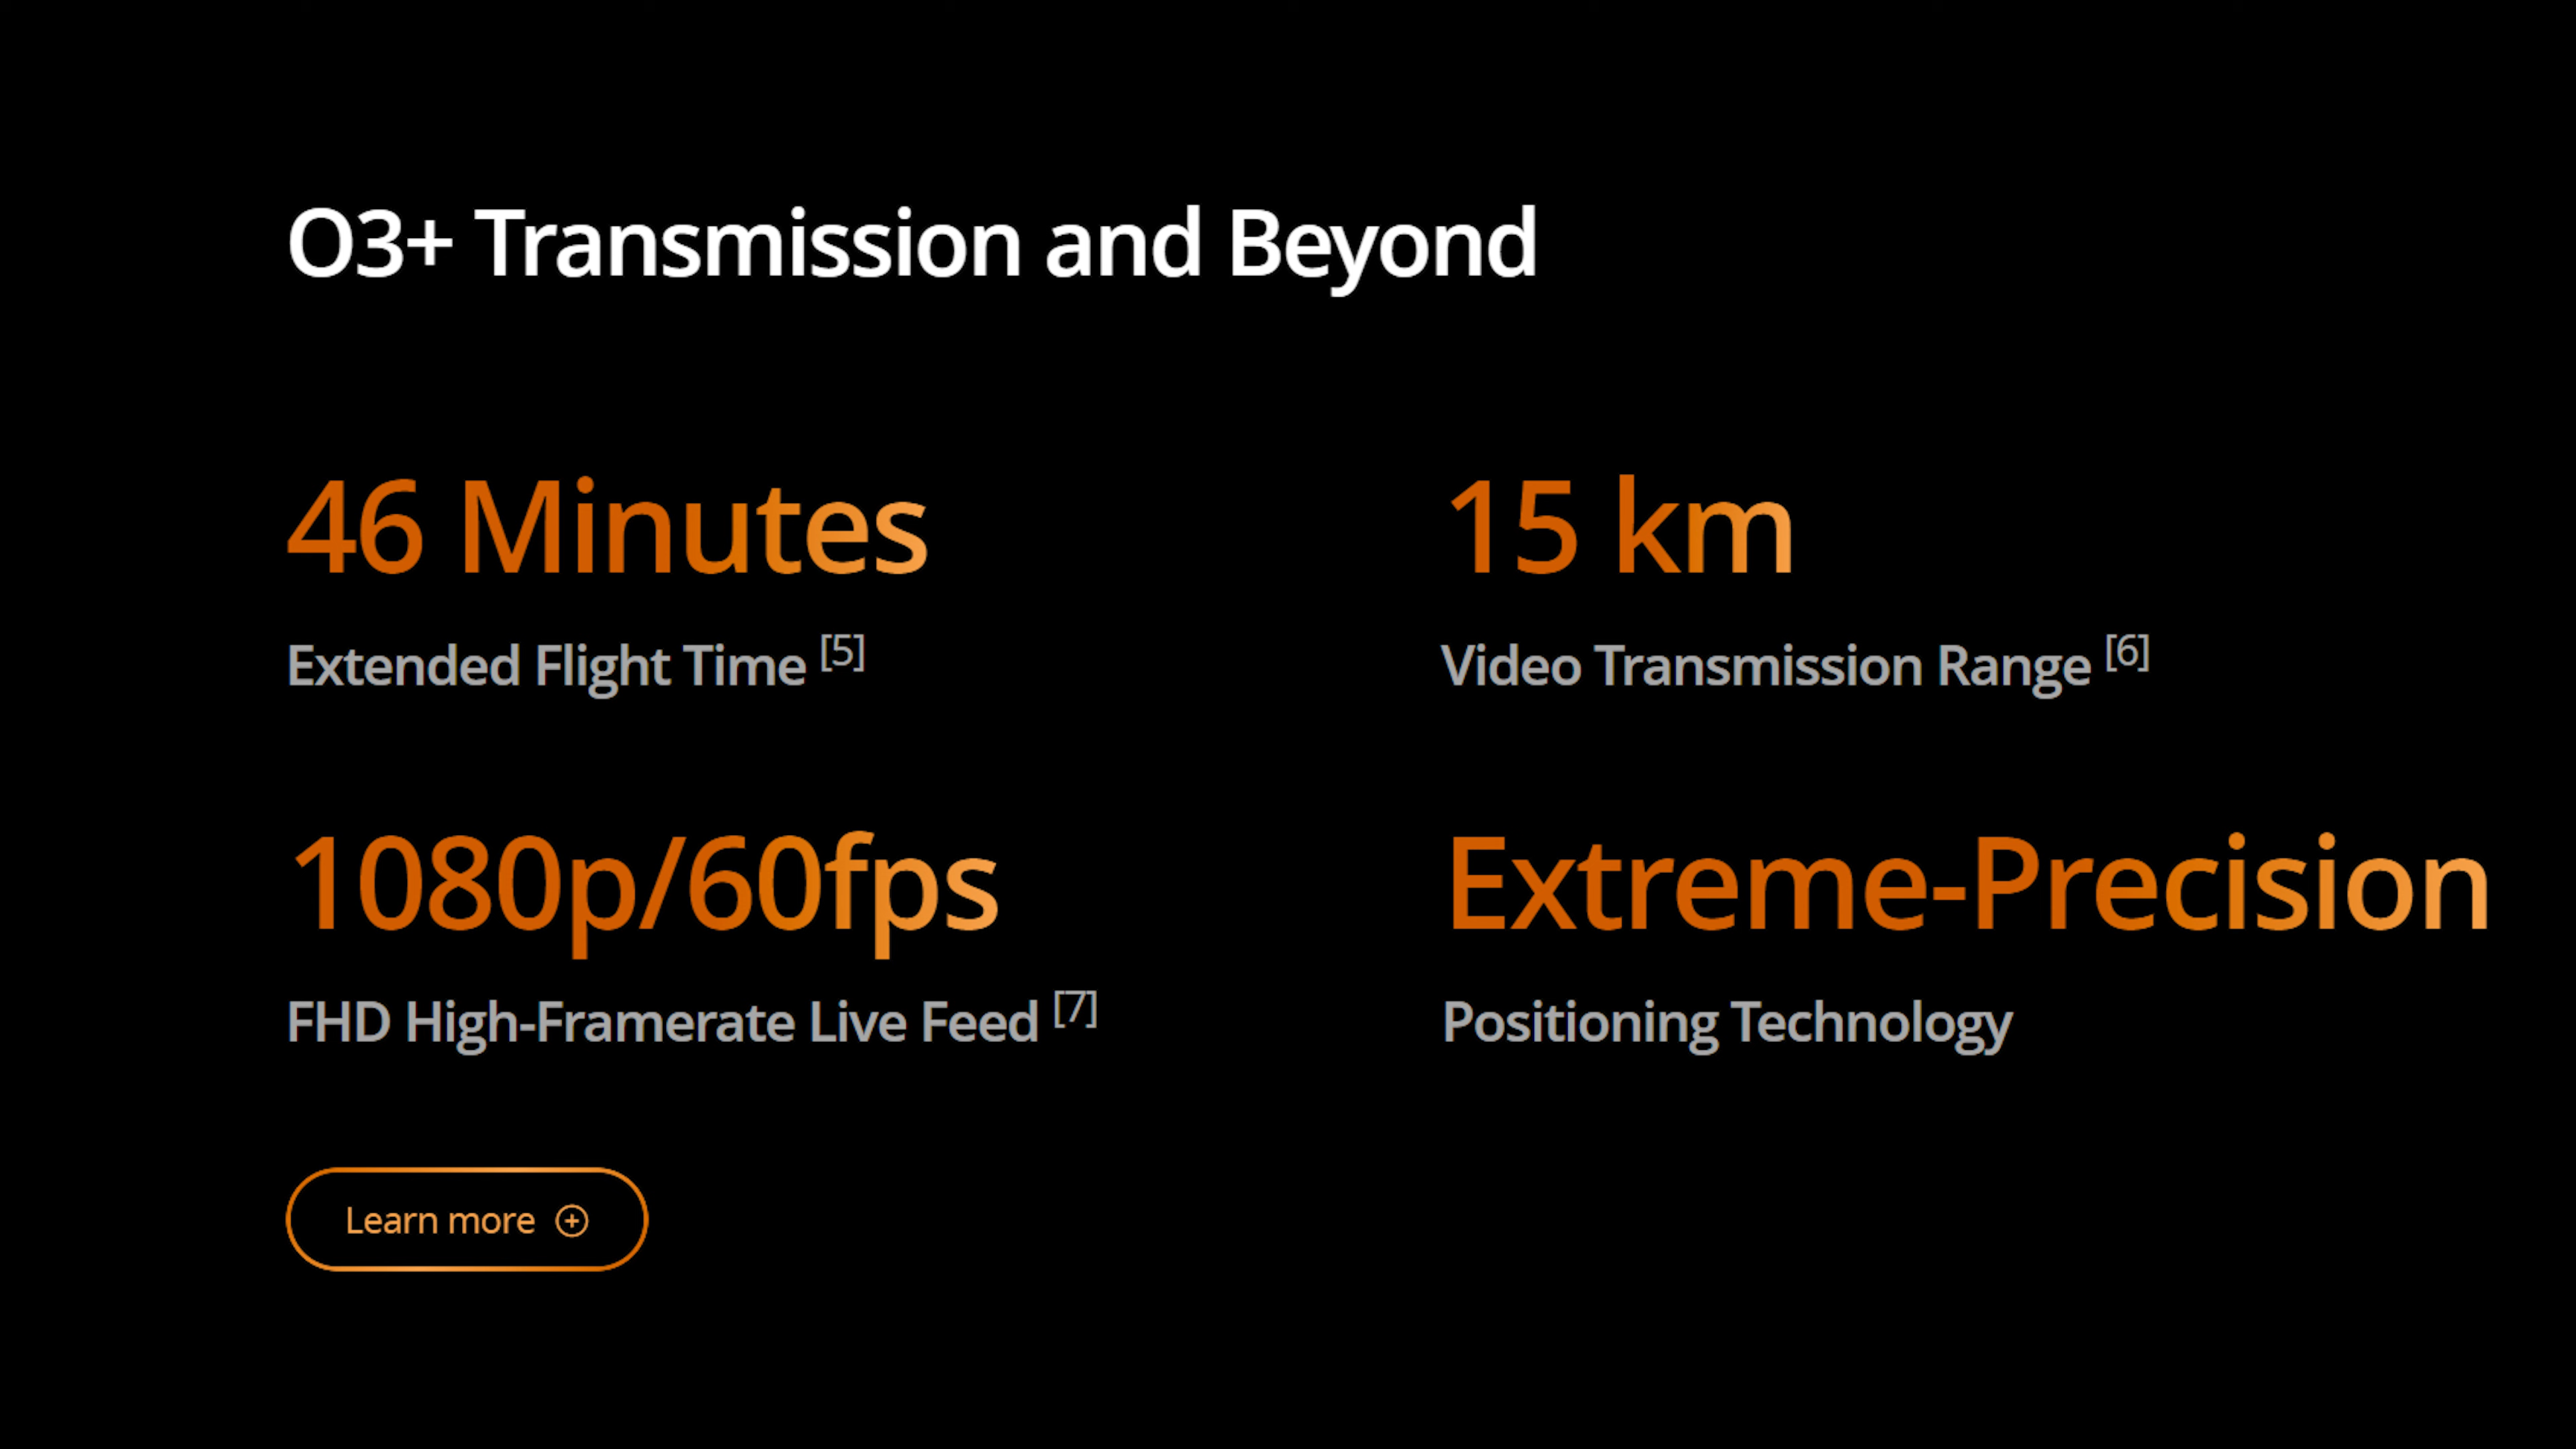 O3+ Transmission and Beyond
46 Minutes
Extended Flight Time [5]
15 km
Video Transmission Range [6]
1080p/60fps
FHD High-Framerate Live Feed [7]
Extreme-Precision
Positioning Technology
Learn more